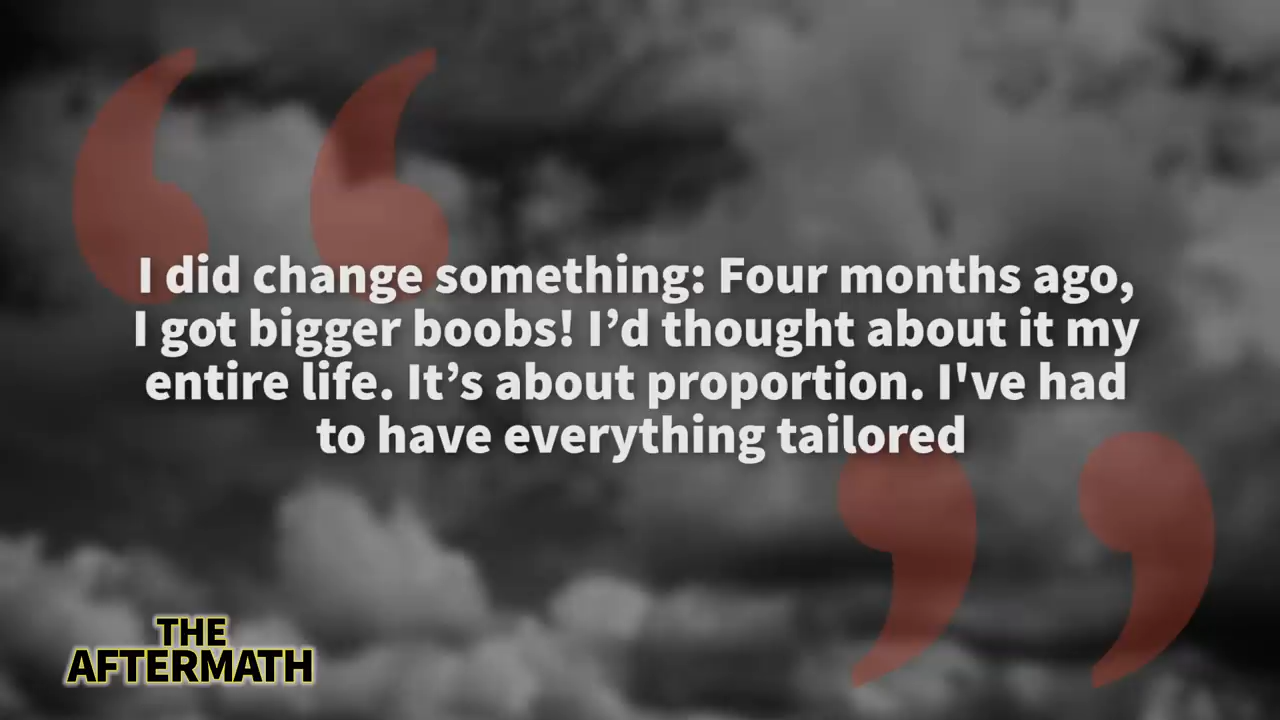 I did change something: Four months ago,
I got bigger boobs! I’d thought about it my
entire life. It’s about proportion. I've had
to have everything tailored
THE
AFTERMATH